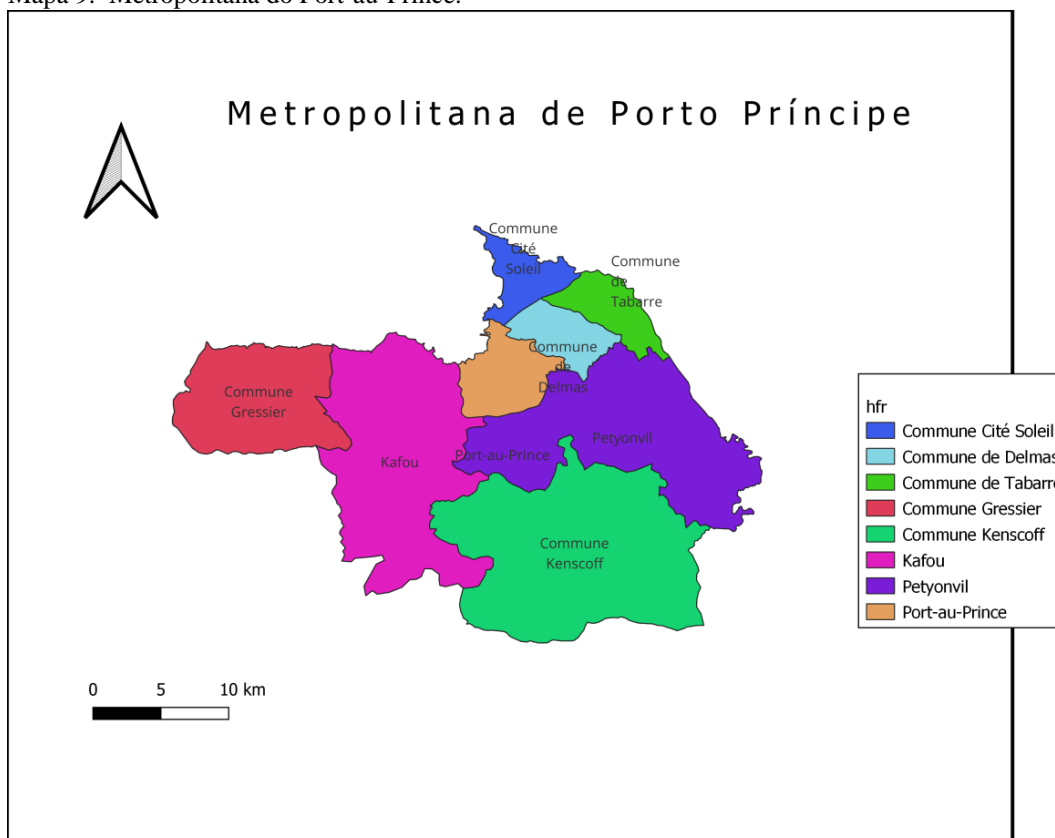 Mapa 9: Metropolitana do Port-au-Prince.
Metropolitana de Porto Príncipe
Commune
Cité
Soleil
Commune
de
Tabarre
Commune
de
Delmas
Commune
Gressier
Kafou
Port-au-Prince
Petyonvil
Commune
Kenscoff
hfr
Commune Cité Soleil
Commune de Delmas
Commune de Tabarre
Commune Gressier
Commune Kenscoff
Kafou
Petyonvil
Port-au-Prince
0 5 10 km